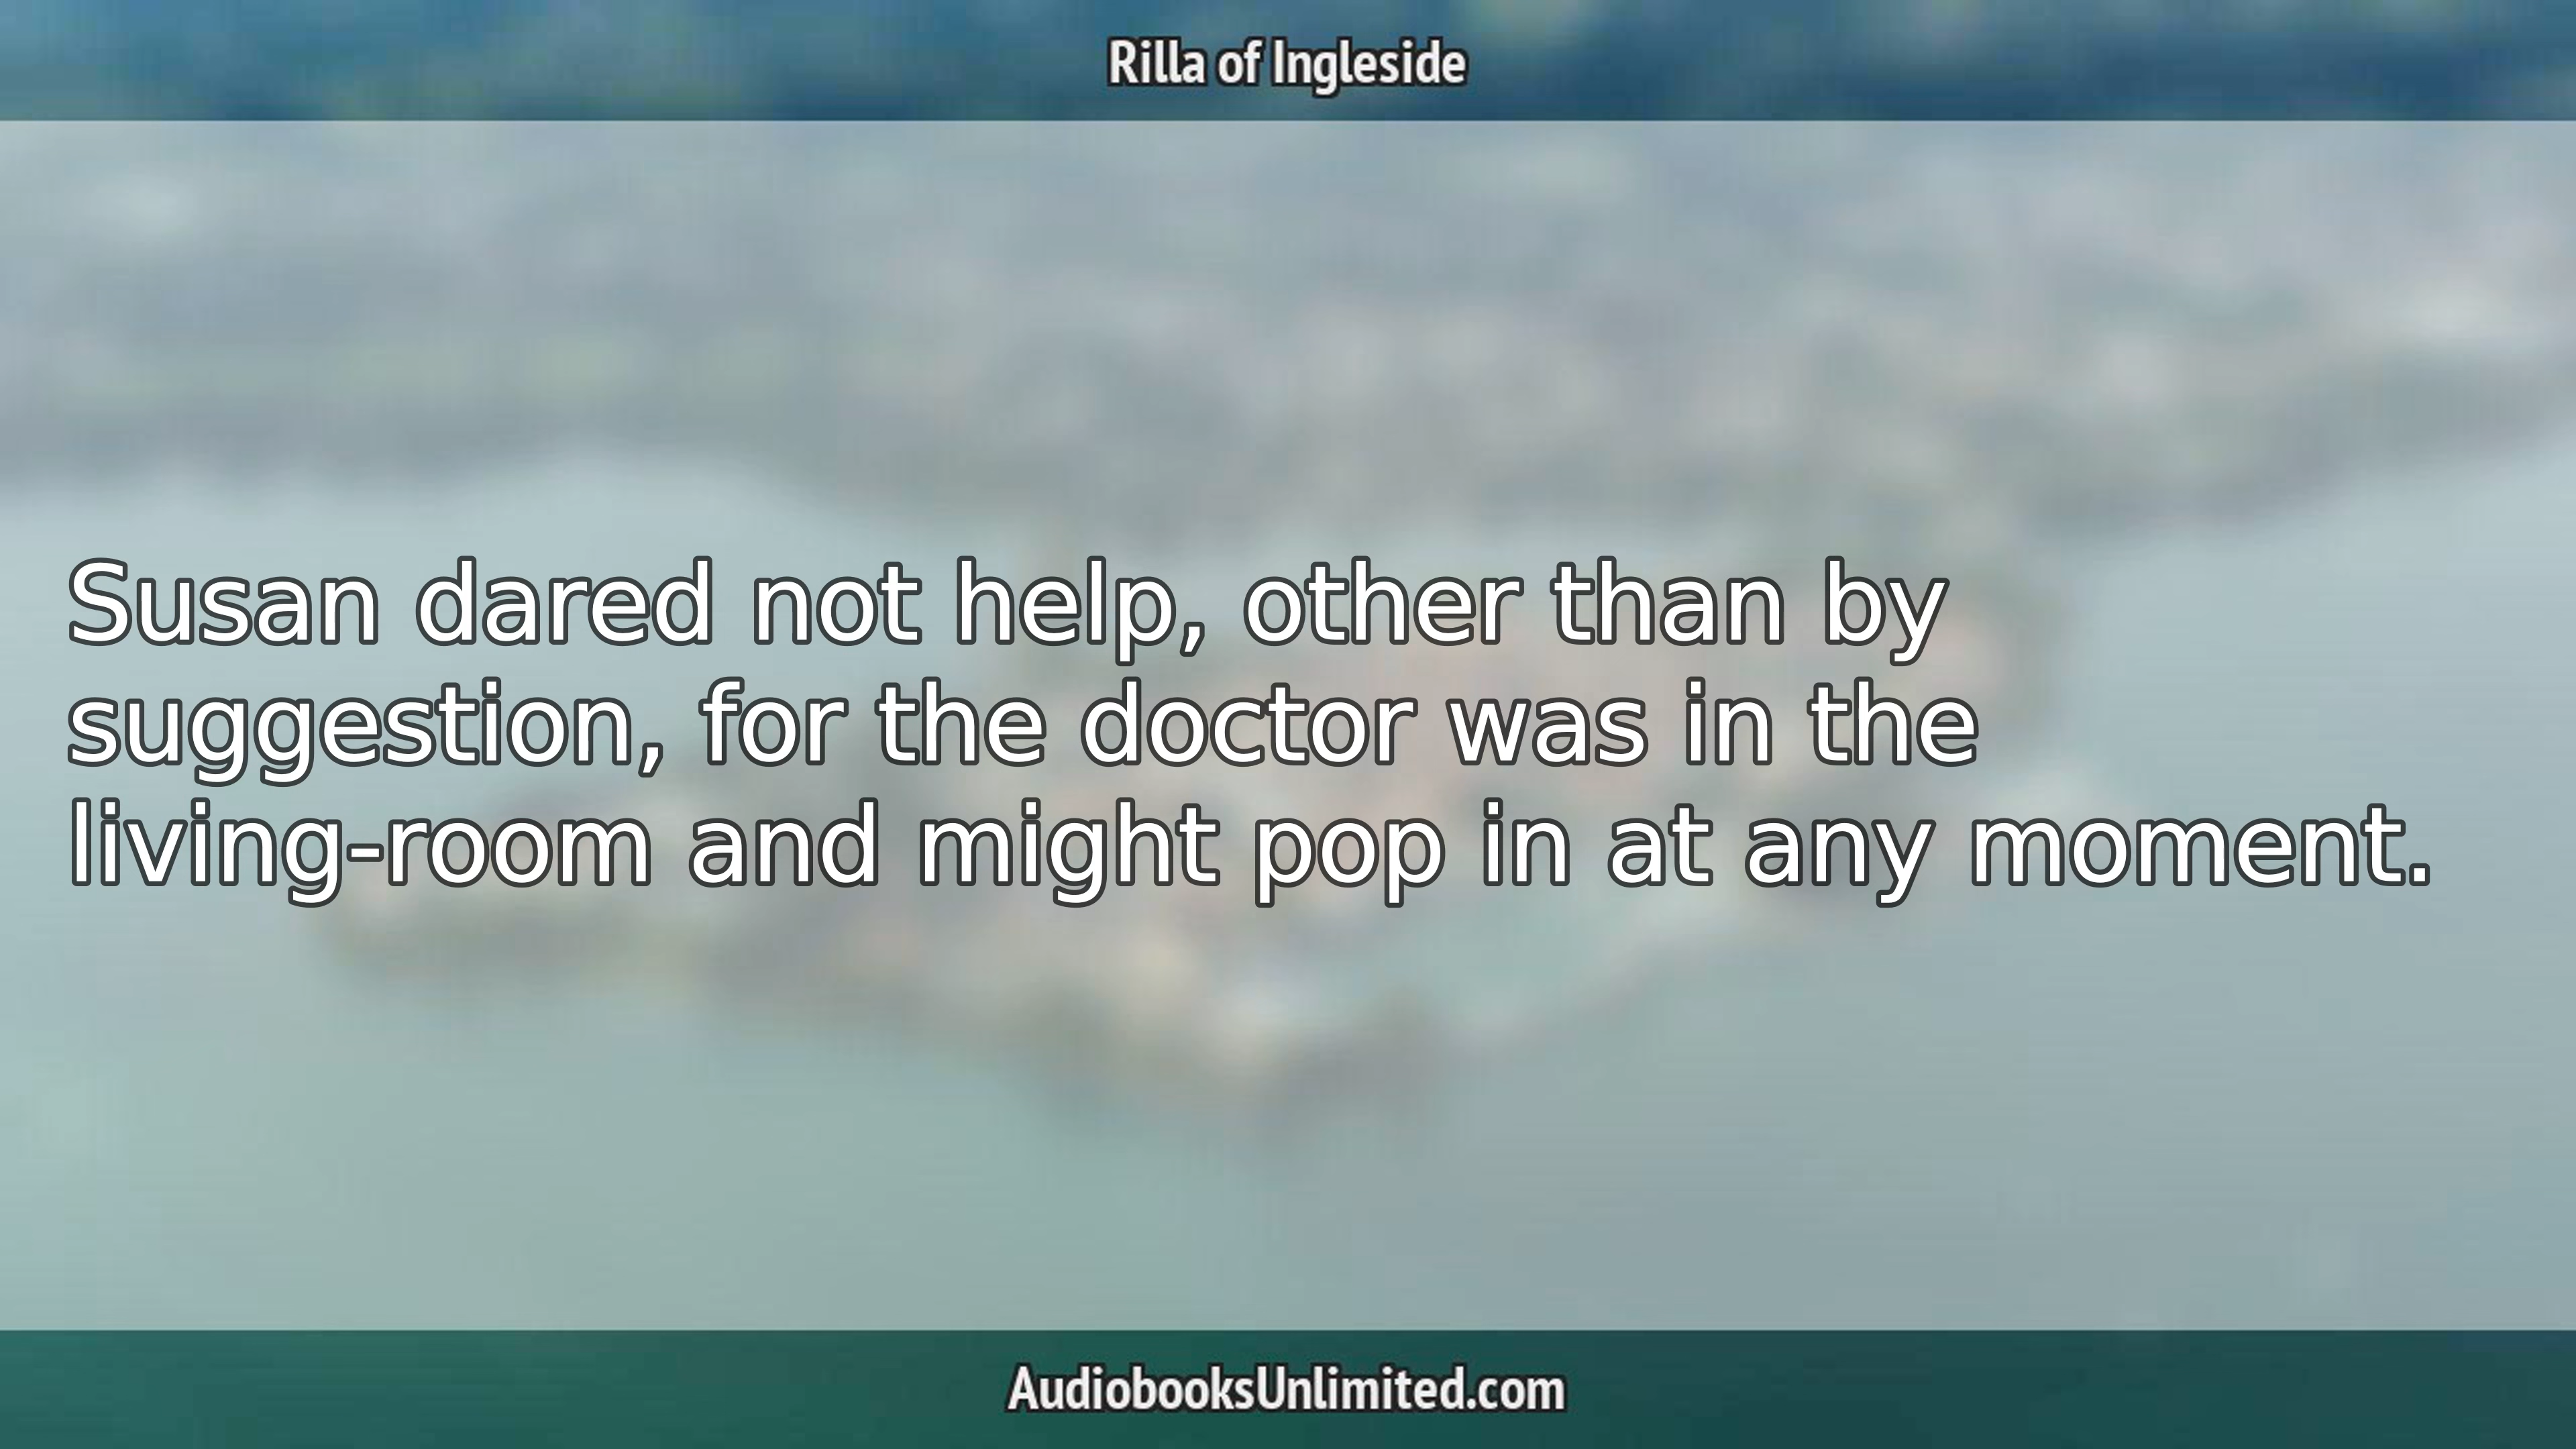 Rilla of Ingleside
Susan dared not help, other than by
suggestion, for the doctor was in the
living-room and might pop in at any moment.
AudiobooksUnlimited.com